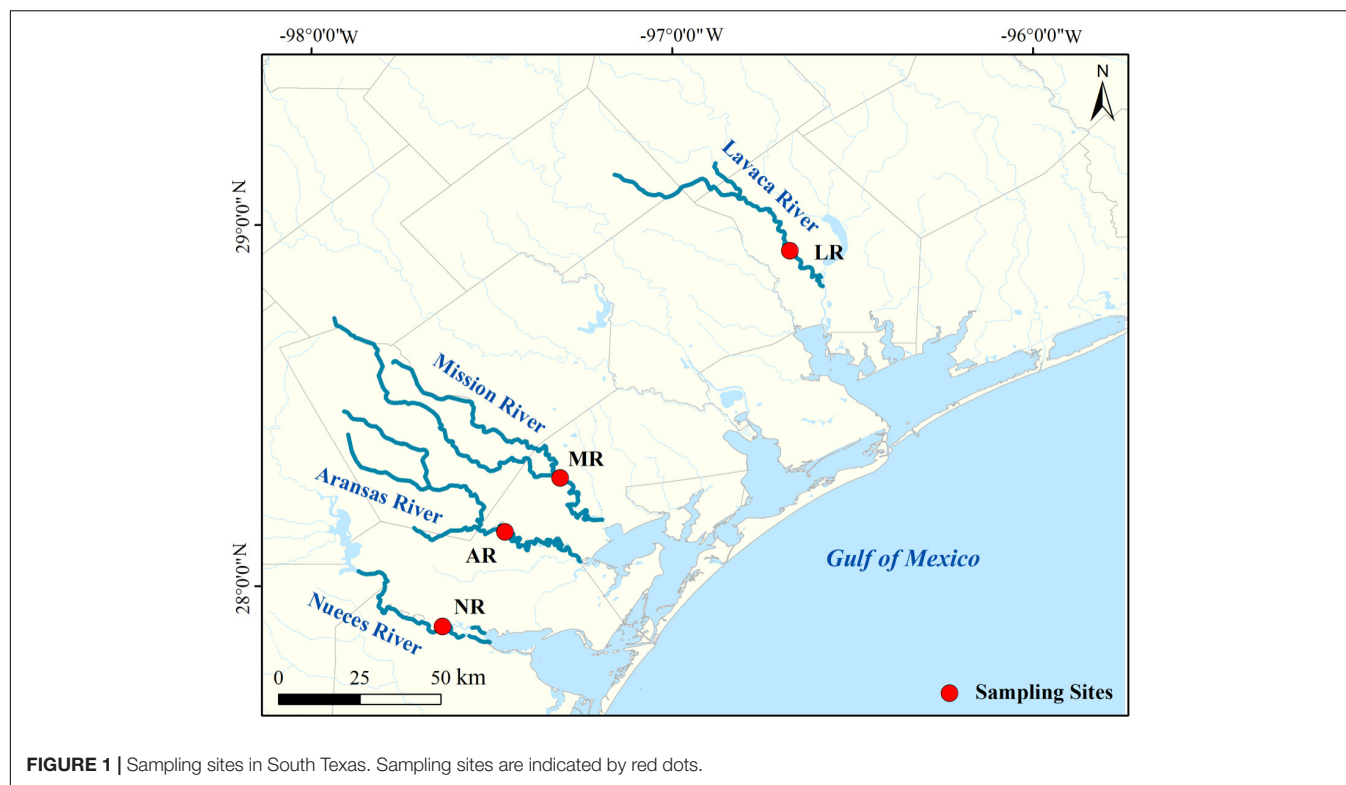 -98°0'0"W
-97°0'0"W
-96°0'0"W
N
29°0'0" N
28°0'0" N
Lavaca River
LR
Mission River
MR
Aransas River
AR
Gulf of Mexico
Nueces River
NR
0 25 50 km
Sampling Sites
FIGURE 1 | Sampling sites in South Texas. Sampling sites are indicated by red dots.